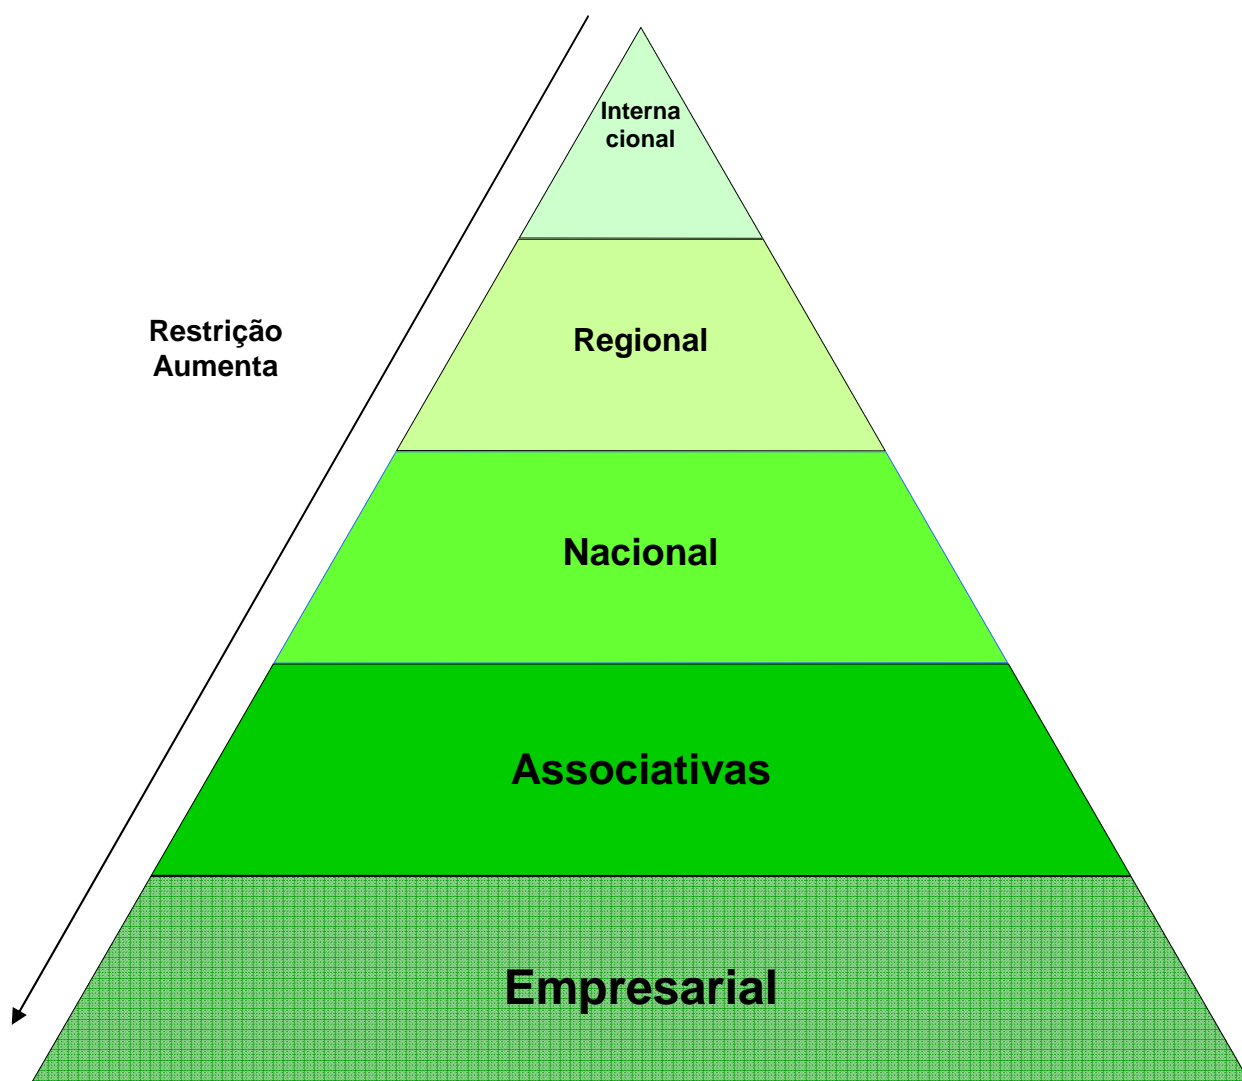 Interna
cional
Restrição
Aumenta
Regional
Nacional
Associativas
Empresarial